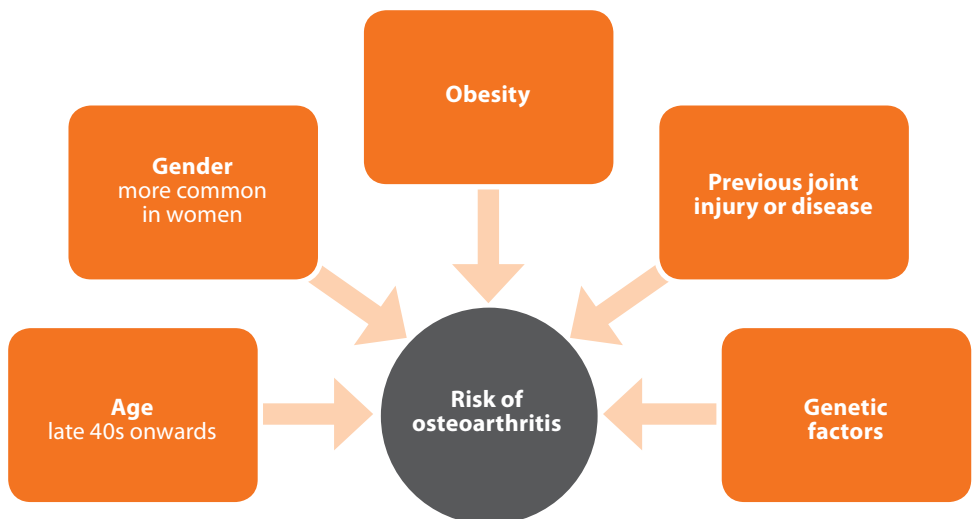 Obesity
Gender
more common
in women
Previous joint
injury or disease
Age
late 40s onwards
Risk of
osteoarthritis
Genetic
factors